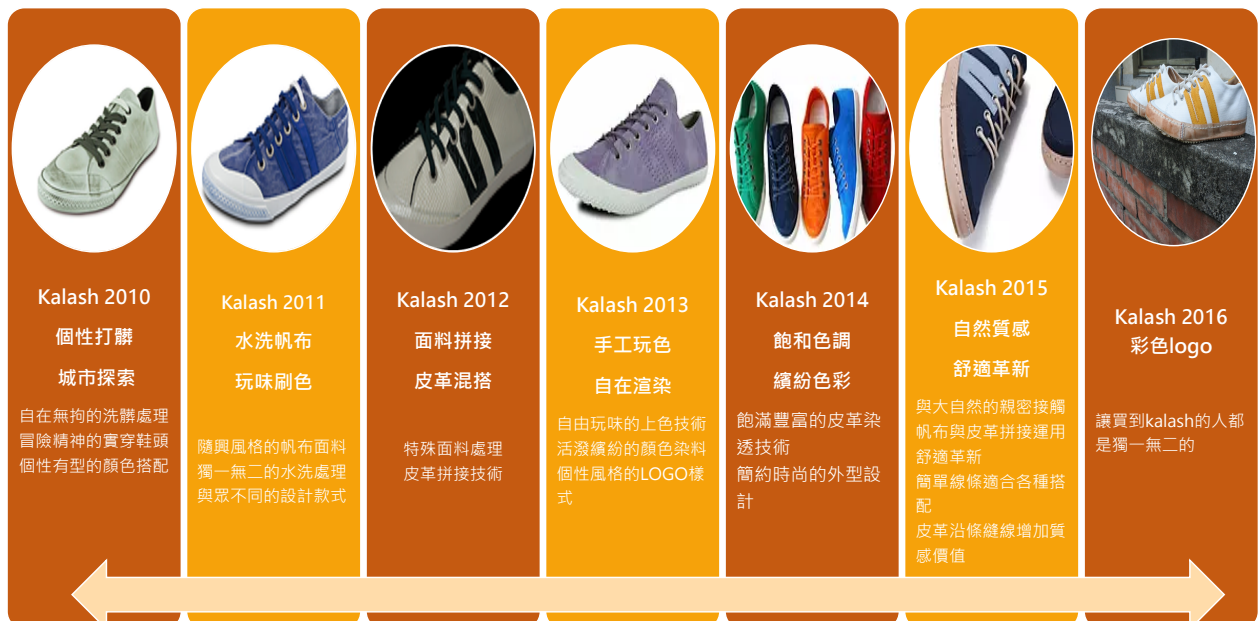 Kalash 2010
個性打髒
城市探索
自在無拘的洗髒處理
冒險精神的實穿鞋頭
個性有型的顏色搭配
Kalash 2011
水洗帆布
玩味刷色
隨興風格的帆布面料
獨一無二的水洗處理
與眾不同的設計款式
Kalash 2012
面料拼接
皮革混搭
特殊面料處理
皮革拼接技術
Kalash 2013
手工玩色
自在渲染
自由玩味的上色技術
活潑繽紛的顏色染料
個性風格的LOGO樣
式
Kalash 2014
飽和色調
繽紛色彩
飽滿豐富的皮革染
透技術
簡約時尚的外型設
計
Kalash 2015
自然質感
舒適革新
與大自然的親密接觸
帆布與皮革拼接運用
舒適革新
簡單線條適合各種搭
配
皮革沿條縫線增加質
感價值
Kalash 2016
彩色logo
讓買到kalash的人都
是獨一無二的